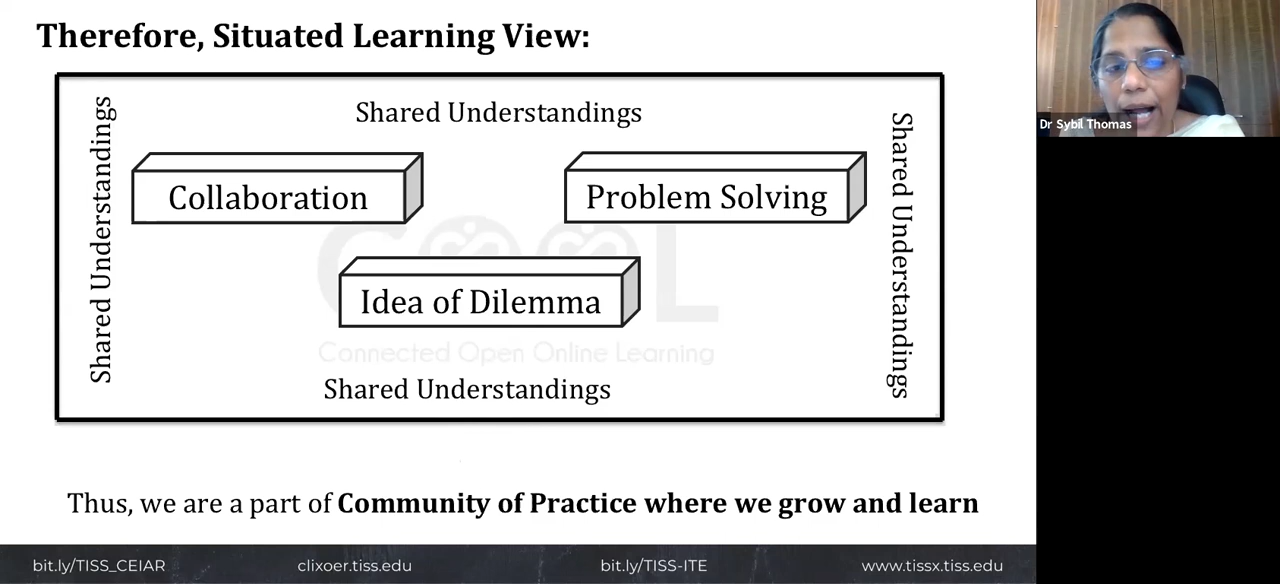 Therefore, Situated Learning View:
Shared Understandings
Shared Understandings
Shared Understandings
Collaboration
Problem Solving
Idea of Dilemma
COOL
Connected Open Online Learning
Shared Understandings
Thus, we are a part of Community of Practice where we grow and learn
bit.ly/TISS_CEIAR
clixoer.tiss.edu
bit.ly/TISS-ITE
www.tissx.tiss.edu
Dr Sybil Thomas